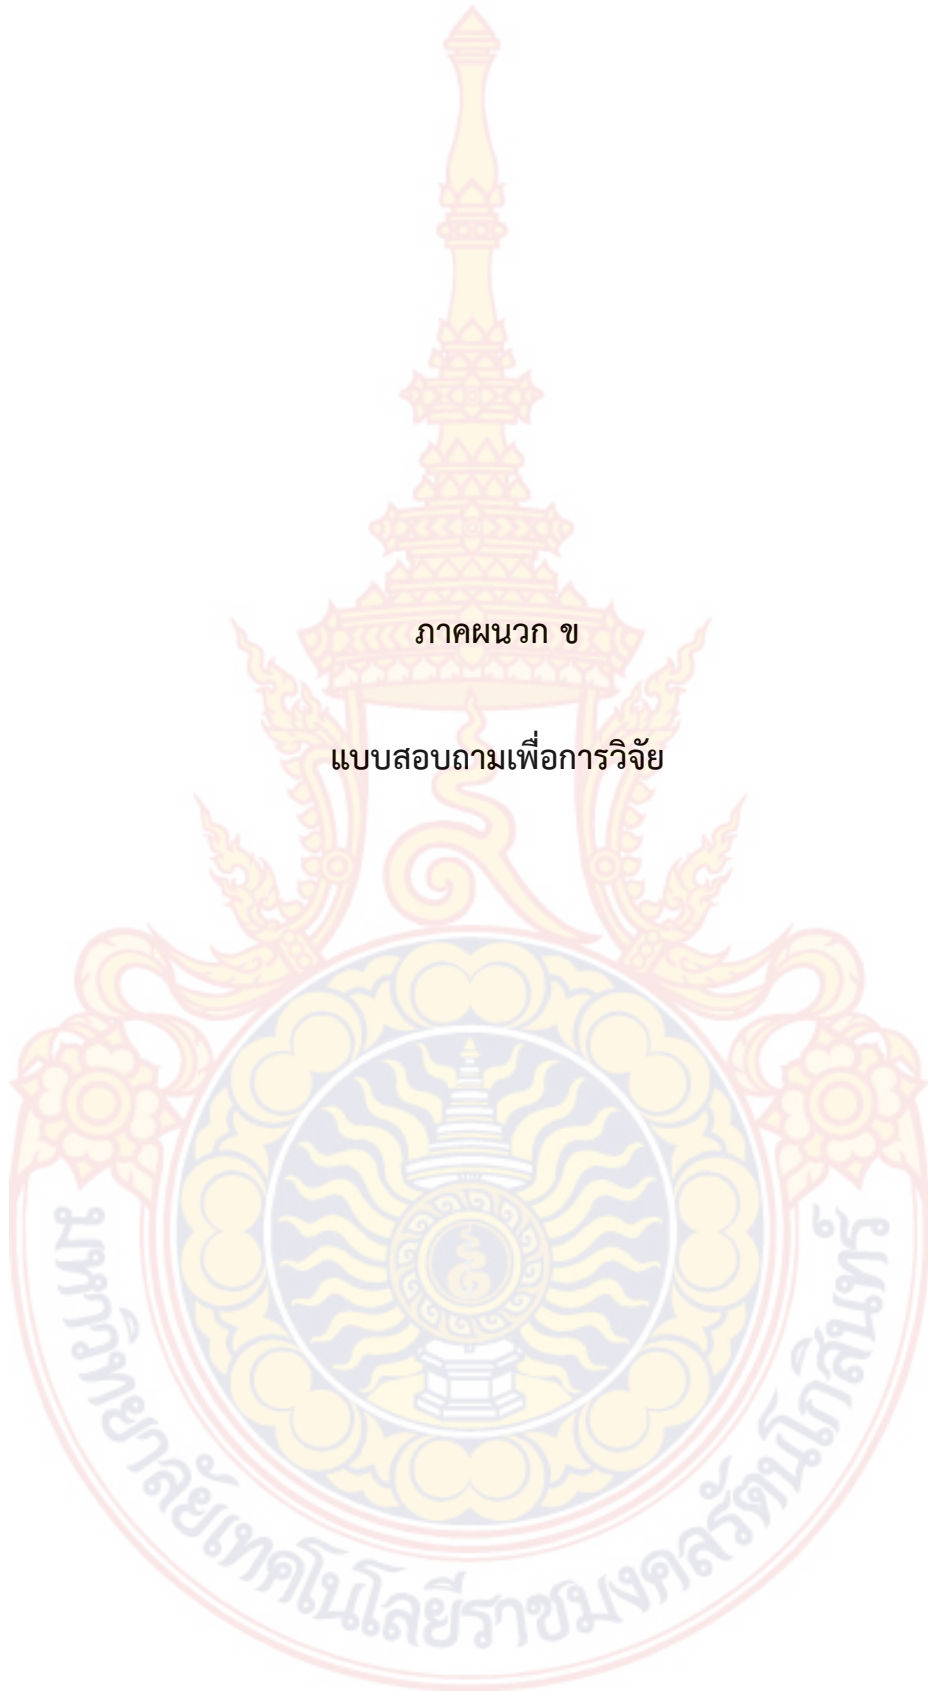 ภาคผนวก ข
แบบสอบถามเพื่อการวิจัย
มหาวิทยาลัยเทคโนโลยีราชมงคลรัตนโกสินทร์